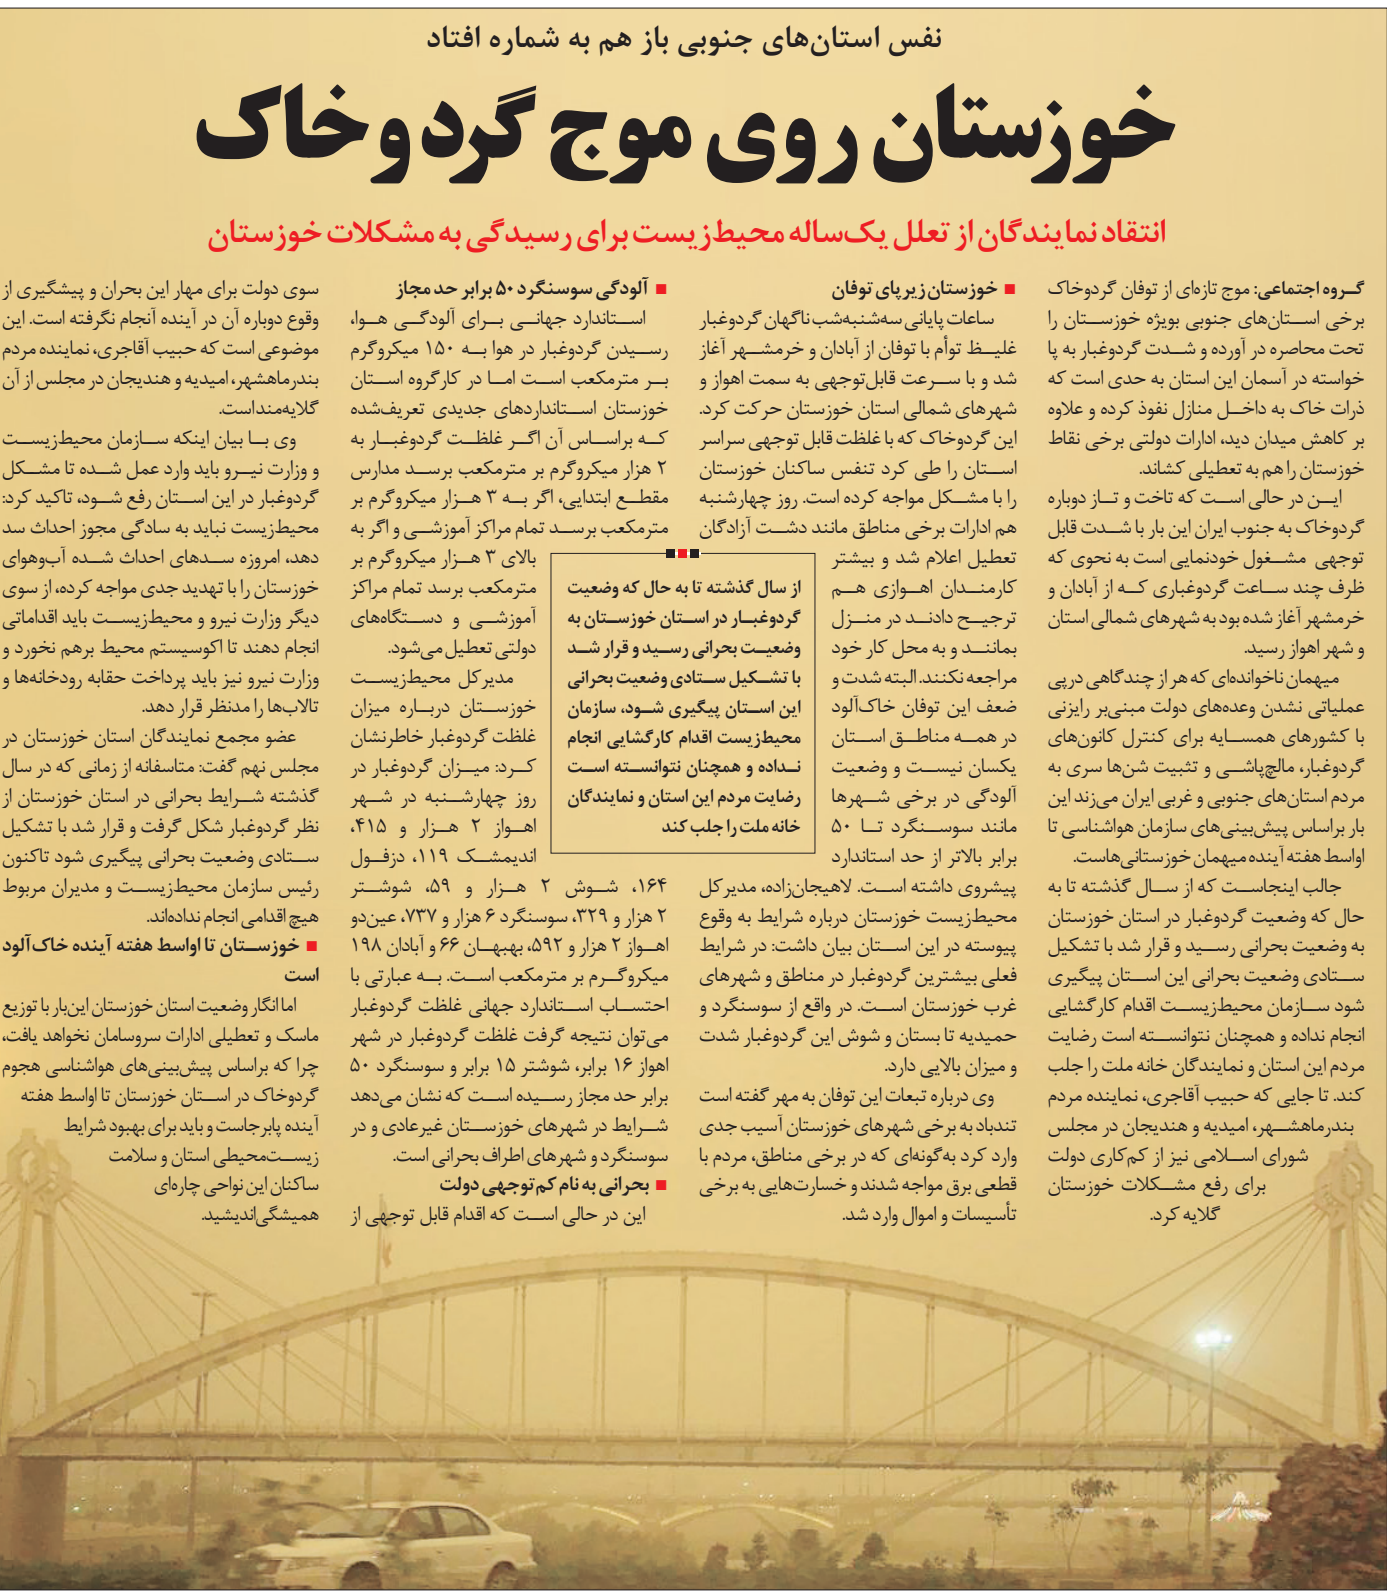 نفس استان‌های جنوبی باز هم به شماره افتاد
خوزستان روی موج گردوخاک
انتقاد نمایندگان از تعلل یک‌ساله محیط‌زیست برای رسیدگی به مشکلات خوزستان
گروه اجتماعی: موج تازه‌ای از توفان گردوخاک
برخی استان‌های جنوبی بویژه خوزستان را
تحت محاصره در آورده و شدت گردوغبار به پا
خواسته در آسمان این استان به حدی است که
ذرات خاک به داخل منازل نفوذ کرده و علاوه
بر کاهش میدان دید، ادارات دولتی برخی نقاط
خوزستان را هم به تعطیلی کشاند.
این در حالی است که تاخت و تاز دوباره
گردوخاک به جنوب ایران این بار با شدت قابل
توجهی مشغول خودنمایی است به نحوی که
ظرف چند ساعت گردوغباری که از آبادان و
خرمشهر آغاز شده بود به شهرهای شمالی استان
و شهر اهواز رسید.
میهمان ناخوانده‌ای که هر از چندگاهی درپی
عملیاتی نشدن وعده‌های دولت مبنی‌بر رایزنی
با کشورهای همسایه برای کنترل کانون‌های
گردوغبار، مالچ‌پاشی و تثبیت شن‌ها سری به
مردم استان‌های جنوبی و غربی ایران می‌زند این
بار براساس پیش‌بینی‌های سازمان هواشناسی تا
اواسط هفته آینده میهمان خوزستانی‌هاست.
جالب اینجاست که از سال گذشته تا به
حال که وضعیت گردوغبار در استان خوزستان
به وضعیت بحرانی رسید و قرار شد با تشکیل
ستادی وضعیت بحرانی این استان پیگیری
شود سازمان محیط‌زیست اقدام کارگشایی
انجام نداده و همچنان نتوانسته است رضایت
مردم این استان و نمایندگان خانه ملت را جلب
کند. تا جایی که حبیب آقاجری، نماینده مردم
بندرماهشهر، امیدیه و هندیجان در مجلس
شورای اسلامی نیز از کم‌کاری دولت
برای رفع مشکلات خوزستان
گلایه کرد.
■ خوزستان زیر پای توفان
ساعات پایانی سه‌شنبه‌شب ناگهان گردوغبار
غلیظ توأم با توفان از آبادان و خرمشهر آغاز
شد و با سرعت قابل‌توجهی به سمت اهواز و
شهرهای شمالی استان خوزستان حرکت کرد.
این گردوخاک که با غلظت قابل توجهی سراسر
استان را طی کرد تنفس ساکنان خوزستان
را با مشکل مواجه کرده است. روز چهارشنبه
هم ادارات برخی مناطق مانند دشت آزادگان
تعطیل اعلام شد و بیشتر
کارمندان اهوازی هم
ترجیح دادند در منزل
بمانند و به محل کار خود
مراجعه نکنند. البته شدت و
ضعف این توفان خاک‌آلود
در همه مناطق استان
یکسان نیست و وضعیت
آلودگی در برخی شهرها
مانند سوسنگرد تا ۵۰
برابر بالاتر از حد استاندارد
پیشروی داشته است. لاهیجان‌زاده، مدیرکل
محیط‌زیست خوزستان درباره شرایط به وقوع
پیوسته در این استان بیان داشت: در شرایط
فعلی بیشترین گردوغبار در مناطق و شهرهای
غرب خوزستان است. در واقع از سوسنگرد و
حمیدیه تا بستان و شوش این گردوغبار شدت
و میزان بالایی دارد.
وی درباره تبعات این توفان به مهر گفته است
تندباد به برخی شهرهای خوزستان آسیب جدی
وارد کرد به‌گونه‌ای که در برخی مناطق، مردم با
قطعی برق مواجه شدند و خسارت‌هایی به برخی
تأسیسات و اموال وارد شد.
از سال گذشته تا به حال که وضعیت
گردوغبار در استان خوزستان به
وضعیت بحرانی رسید و قرار شد
با تشکیل ستادی وضعیت بحرانی
این استان پیگیری شود، سازمان
محیط‌زیست اقدام کارگشایی انجام
نداده و همچنان نتوانسته است
رضایت مردم این استان و نمایندگان
خانه ملت را جلب کند
■ آلودگی سوسنگرد ۵۰ برابر حد مجاز
استاندارد جهانی برای آلودگی هوا،
رسیدن گردوغبار در هوا به ۱۵۰ میکروگرم
بر مترمکعب است اما در کارگروه استان
خوزستان استانداردهای جدیدی تعریف‌شده
که براساس آن اگر غلظت گردوغبار به
۲ هزار میکروگرم بر مترمکعب برسد مدارس
مقطع ابتدایی، اگر به ۳ هزار میکروگرم بر
مترمکعب برسد تمام مراکز آموزشی و اگر به
بالای ۳ هزار میکروگرم بر
مترمکعب برسد تمام مراکز
آموزشی و دستگاه‌های
دولتی تعطیل می‌شود.
مدیرکل محیط‌زیست
خوزستان درباره میزان
غلظت گردوغبار خاطرنشان
کرد: میزان گردوغبار در
روز چهارشنبه در شهر
اهواز ۲ هزار و ۴۱۵،
اندیمشک ۱۱۹، دزفول
۱۶۴، شوش ۲ هزار و ۵۹، شوشتر
۲ هزار و ۳۲۹، سوسنگرد ۶ هزار و ۷۳۷، عین‌دو
اهواز ۲ هزار و ۵۹۲، بهبهان ۶۶ و آبادان ۱۹۸
میکروگرم بر مترمکعب است. به عبارتی با
احتساب استاندارد جهانی غلظت گردوغبار
می‌توان نتیجه گرفت غلظت گردوغبار در شهر
اهواز ۱۶ برابر، شوشتر ۱۵ برابر و سوسنگرد ۵۰
برابر حد مجاز رسیده است که نشان می‌دهد
شرایط در شهرهای خوزستان غیرعادی و در
سوسنگرد و شهرهای اطراف بحرانی است.
■ بحرانی به نام کم‌توجهی دولت
این در حالی است که اقدام قابل توجهی از
سوی دولت برای مهار این بحران و پیشگیری از
وقوع دوباره آن در آینده آنجام نگرفته است. این
موضوعی است که حبیب آقاجری، نماینده مردم
بندرماهشهر، امیدیه و هندیجان در مجلس از آن
گلایه‌مند‌است.
وی با بیان اینکه سازمان محیط‌زیست
و وزارت نیرو باید وارد عمل شده تا مشکل
گردوغبار در این استان رفع شود، تاکید کرد:
محیط‌زیست نباید به سادگی مجوز احداث سد
دهد، امروزه سدهای احداث شده آب‌وهوای
خوزستان را با تهدید جدی مواجه کرده، از سوی
دیگر وزارت نیرو و محیط‌زیست باید اقداماتی
انجام دهند تا اکوسیستم محیط برهم نخورد و
وزارت نیرو نیز باید پرداخت حقابه رودخانه‌ها و
تالاب‌ها را مدنظر قرار دهد.
عضو مجمع نمایندگان استان خوزستان در
مجلس نهم گفت: متاسفانه از زمانی که در سال
گذشته شرایط بحرانی در استان خوزستان از
نظر گردوغبار شکل گرفت و قرار شد با تشکیل
ستادی وضعیت بحرانی پیگیری شود تاکنون
رئیس سازمان محیط‌زیست و مدیران مربوط
هیچ اقدامی انجام نداده‌اند.
■ خوزستان تا اواسط هفته آینده خاک‌آلود
است
اما انگار وضعیت استان خوزستان این‌بار با توزیع
ماسک و تعطیلی ادارات سروسامان نخواهد یافت،
چرا که براساس پیش‌بینی‌های هواشناسی هجوم
گردوخاک در استان خوزستان تا اواسط هفته
آینده پابرجاست و باید برای بهبود شرایط
زیست‌محیطی استان و سلامت
ساکنان این نواحی چاره‌ای
همیشگی‌اندیشید.